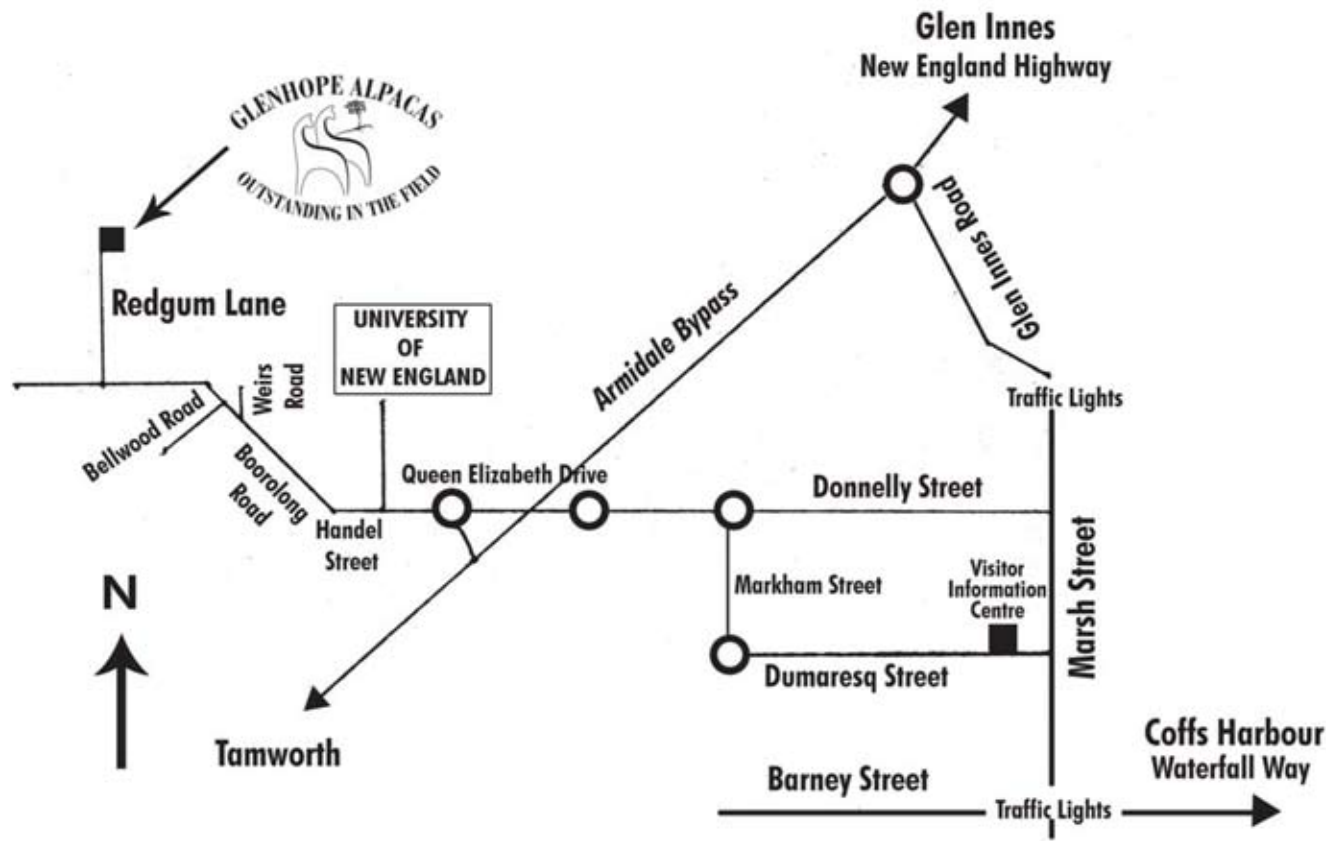 Glen Innes
New England Highway
GLENHOPE ALPACAS
OUTSTANDING IN THE FIELD
Glen Innes Road
Redgum Lane
UNIVERSITY
OF
NEW ENGLAND
Armidale Bypass
Weirs
Road
Traffic Lights
Bellwood Road
Boorolong
Road
Queen Elizabeth Drive
Donnelly Street
Handel
Street
Marsh Street
Visitor
Information
Centre
Markham Street
N
Dumaresq Street
Tamworth
Coffs Harbour
Waterfall Way
Barney Street
Traffic Lights